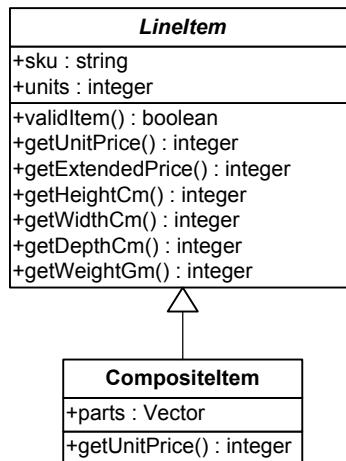 LineItem
+sku : string
+units : integer
+validItem() : boolean
+getUnitPrice() : integer
+getExtendedPrice() : integer
+getHeightCm() : integer
+getWidthCm() : integer
+getDepthCm() : integer
+getWeightGm() : integer
CompositeItem
+parts : Vector
+getUnitPrice() : integer